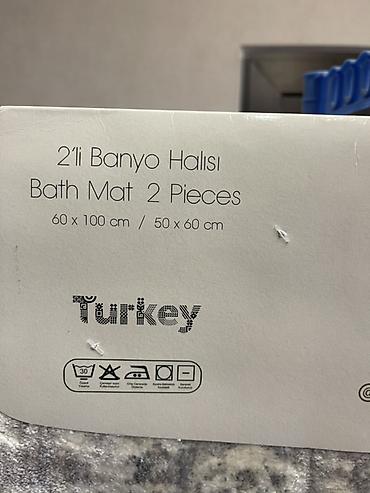 2'li Banyo Halısı
Bath Mat 2 Pieces
60 x 100 cm / 50 x 60 cm
Turkey
30